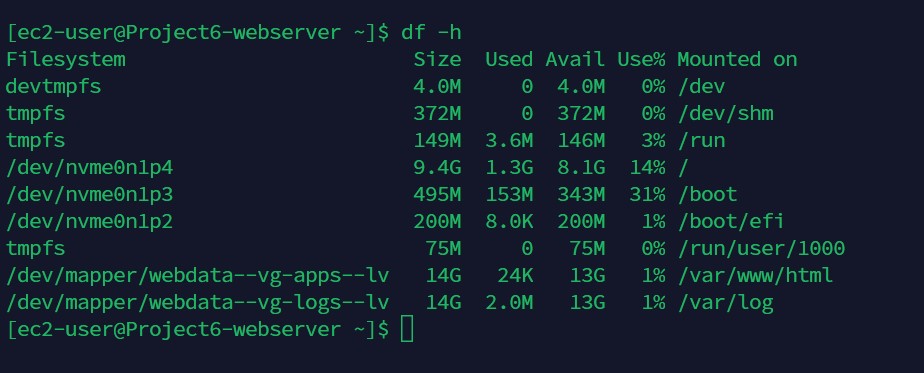 [ec2-user@Project6-webserver ~]$ df -h
Filesystem                        Size  Used Avail Use% Mounted on
devtmpfs                          4.0M     0  4.0M   0% /dev
tmpfs                             372M     0  372M   0% /dev/shm
tmpfs                             149M  3.6M  146M   3% /run
/dev/nvme0n1p4                    9.4G  1.3G  8.1G  14% /
/dev/nvme0n1p3                    495M  153M  343M  31% /boot
/dev/nvme0n1p2                    200M  8.0K  200M   1% /boot/efi
tmpfs                              75M     0   75M   0% /run/user/1000
/dev/mapper/webdata--vg-apps--lv   14G   24K   13G   1% /var/www/html
/dev/mapper/webdata--vg-logs--lv   14G  2.0M   13G   1% /var/log
[ec2-user@Project6-webserver ~]$